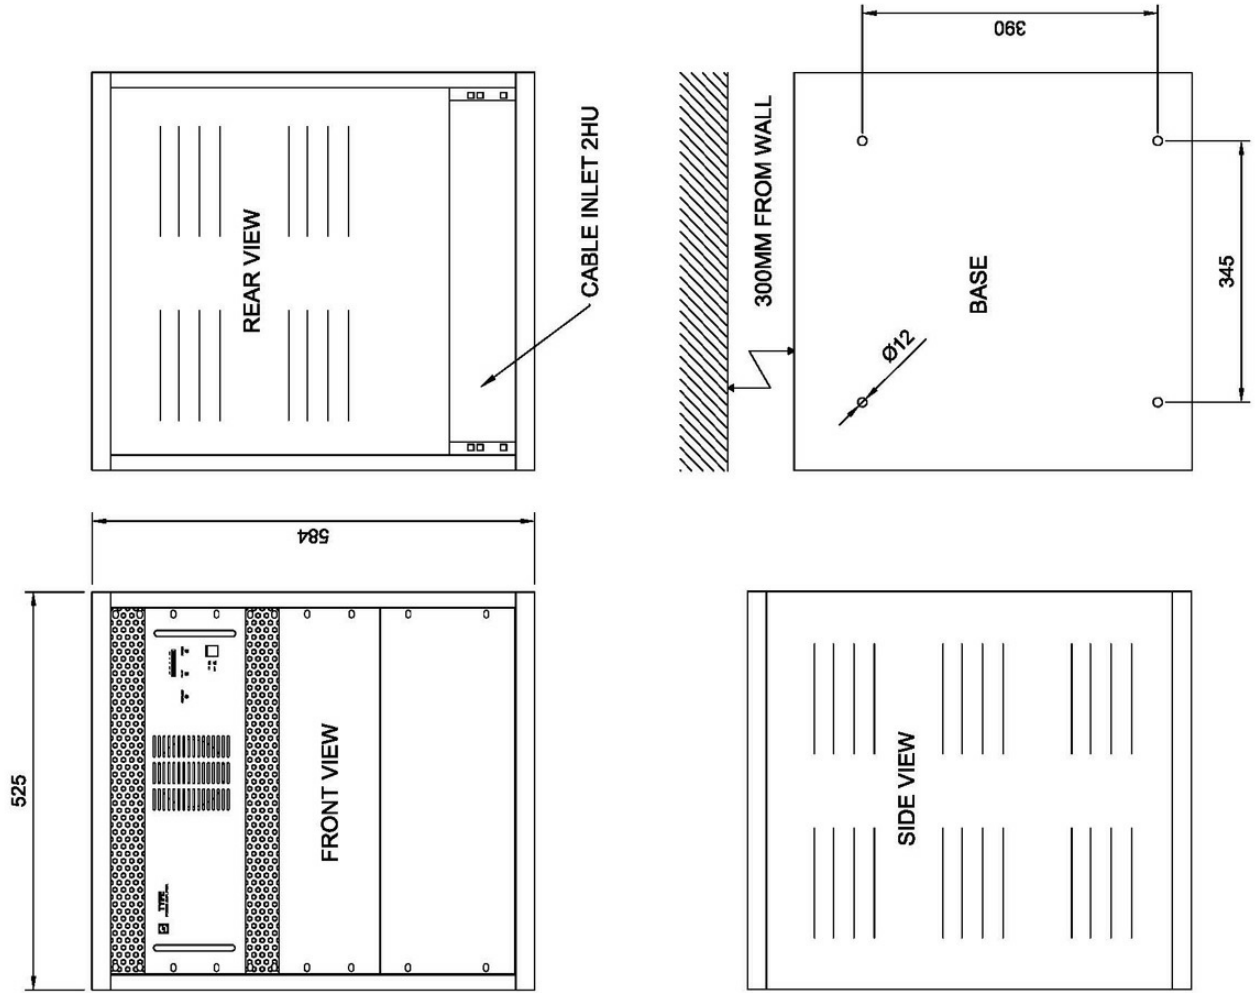 390
REAR VIEW
CABLE INLET 2HU
300MM FROM WALL
BASE
345
Ø12
584
525
FRONT VIEW
SIDE VIEW